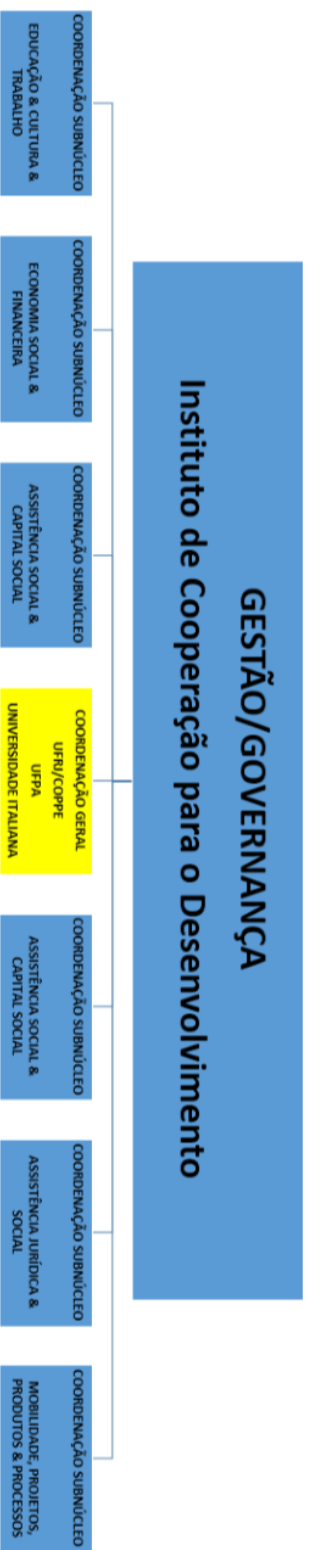 GESTÃO/GOVERNANÇA
Instituto de Cooperação para o Desenvolvimento
COORDENAÇÃO SUBNÚCLEO
EDUCAÇÃO & CULTURA &
TRABALHO
COORDENAÇÃO SUBNÚCLEO
ECONOMIA SOCIAL &
FINANCEIRA
COORDENAÇÃO SUBNÚCLEO
ASSISTÊNCIA SOCIAL &
CAPITAL SOCIAL
COORDENAÇÃO GERAL
UFRJ/COPPE
UFPA
UNIVERSIDADE ITALIANA
COORDENAÇÃO SUBNÚCLEO
ASSISTÊNCIA SOCIAL &
CAPITAL SOCIAL
COORDENAÇÃO SUBNÚCLEO
ASSISTÊNCIA JURÍDICA &
SOCIAL
COORDENAÇÃO SUBNÚCLEO
MOBILIDADE, PROJETOS,
PRODUTOS & PROCESSOS